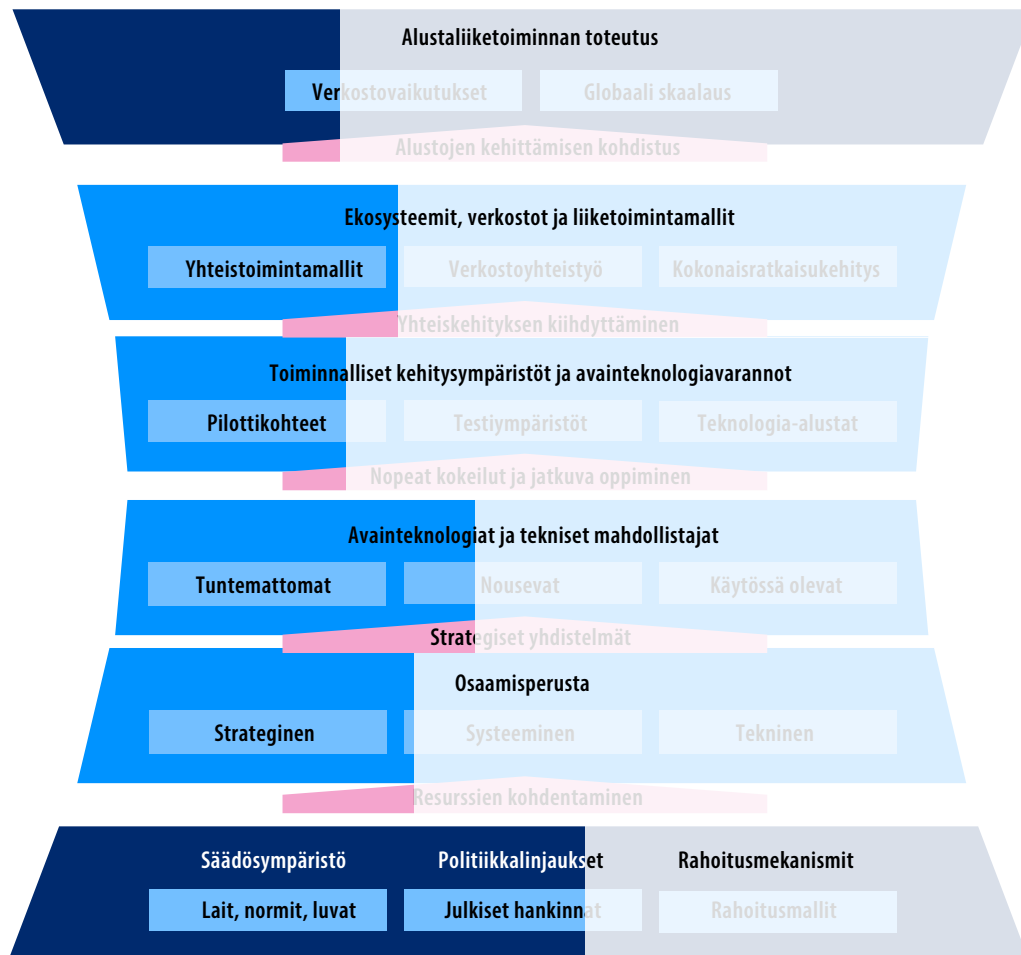 Alustaliiketoiminnan toteutus
Verkostovaikutukset Globaali skaalaus
Alustojen kehittämisen kohdistus
Ekosysteemit, verkostot ja liiketoimintamallit
Yhteistoimintamallit Verkostoyhteistyö Kokonaisratkaisukehitys
Yhteiskehityksen kiihdyttäminen
Toiminnalliset kehitysympäristöt ja avainteknologiavarannot
Pilottikohteet Testiympäristöt Teknologia-alustat
Nopeat kokeilut ja jatkuva oppiminen
Avainteknologiat ja tekniset mahdollistajat
Tuntemattomat Nousevat Käytössä olevat
Strategiset yhdistelmät
Osaamisperusta
Strateginen Systeeminen Tekninen
Resurssien kohdentaminen
Säädösympäristö Politiikkalinjaukset Rahoitusmekanismit
Lait, normit, luvat Julkiset hankinnat Rahoitusmallit